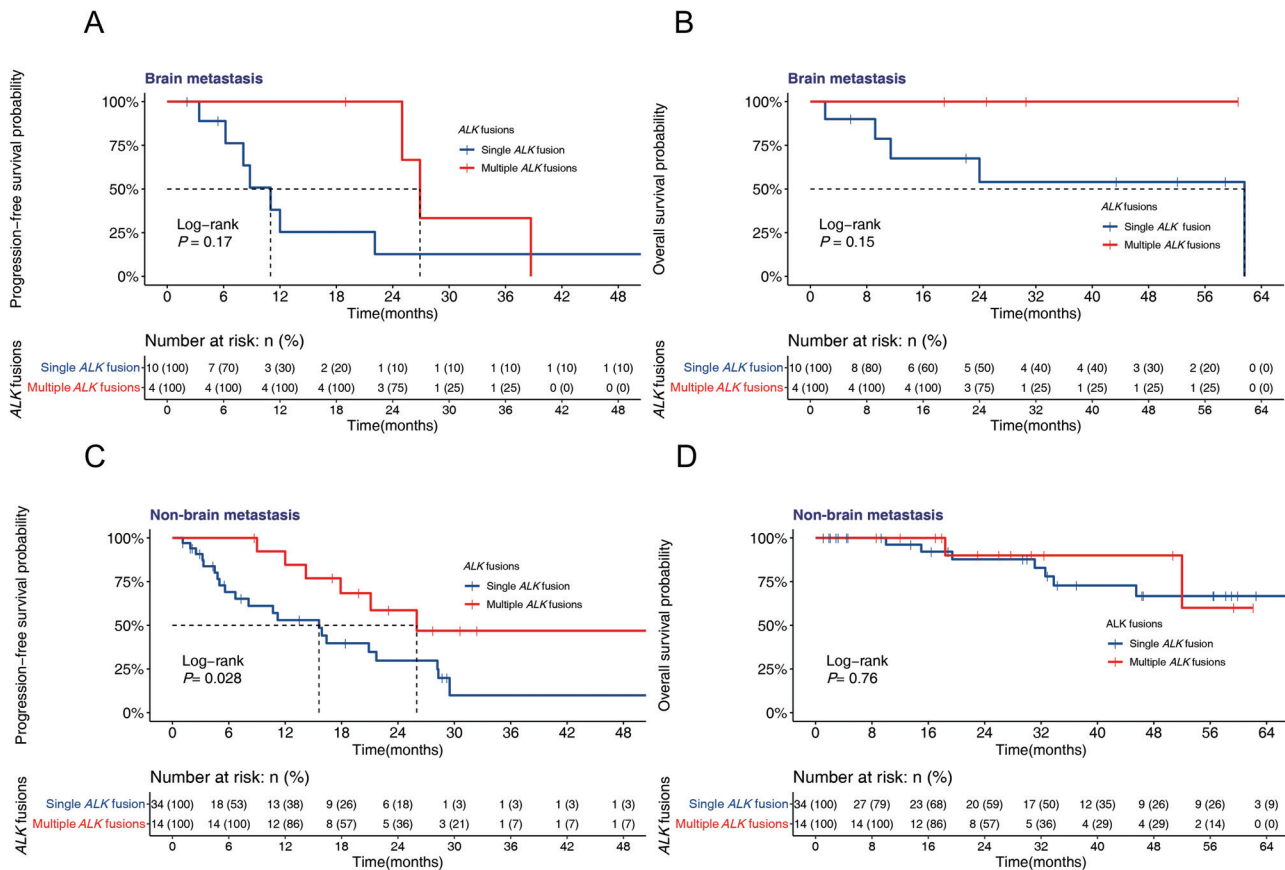 A
Brain metastasis
Progression-free survival probability
100%
75%
50%
25%
0%
ALK fusions
Single ALK fusion
Multiple ALK fusions
Log-rank
P = 0.17
0 6 12 18 24 30 36 42 48
Time(months)
Number at risk: n (%)
ALK fusions
Single ALK fusion 10 (100) 7 (70) 3 (30) 2 (20) 1 (10) 1 (10) 1 (10) 1 (10) 1 (10)
Multiple ALK fusions 4 (100) 4 (100) 4 (100) 4 (100) 3 (75) 1 (25) 1 (25) 0 (0) 0 (0)
0 6 12 18 24 30 36 42 48
Time(months)
B
Brain metastasis
Overall survival probability
100%
75%
50%
25%
0%
ALK fusions
Single ALK fusion
Multiple ALK fusions
Log-rank
P = 0.15
0 8 16 24 32 40 48 56 64
Time(months)
Number at risk: n (%)
ALK fusions
Single ALK fusion 10 (100) 8 (80) 6 (60) 5 (50) 4 (40) 4 (40) 3 (30) 2 (20) 0 (0)
Multiple ALK fusions 4 (100) 4 (100) 4 (100) 3 (75) 1 (25) 1 (25) 1 (25) 1 (25) 0 (0)
0 8 16 24 32 40 48 56 64
Time(months)
C
Non-brain metastasis
Progression-free survival probability
100%
75%
50%
25%
0%
ALK fusions
Single ALK fusion
Multiple ALK fusions
Log-rank
P= 0.028
0 6 12 18 24 30 36 42 48
Time(months)
Number at risk: n (%)
ALK fusions
Single ALK fusion 34 (100) 18 (53) 13 (38) 9 (26) 6 (18) 1 (3) 1 (3) 1 (3) 1 (3)
Multiple ALK fusions 14 (100) 14 (100) 12 (86) 8 (57) 5 (36) 3 (21) 1 (7) 1 (7) 1 (7)
0 6 12 18 24 30 36 42 48
Time(months)
D
Non-brain metastasis
Overall survival probability
100%
75%
50%
25%
0%
ALK fusions
Single ALK fusion
Multiple ALK fusions
Log-rank
P= 0.76
0 8 16 24 32 40 48 56 64
Time(months)
Number at risk: n (%)
ALK fusions
Single ALK fusion 34 (100) 27 (79) 23 (68) 20 (59) 17 (50) 12 (35) 9 (26) 9 (26) 3 (9)
Multiple ALK fusions 14 (100) 14 (100) 12 (86) 8 (57) 5 (36) 4 (29) 4 (29) 2 (14) 0 (0)
0 8 16 24 32 40 48 56 64
Time(months)